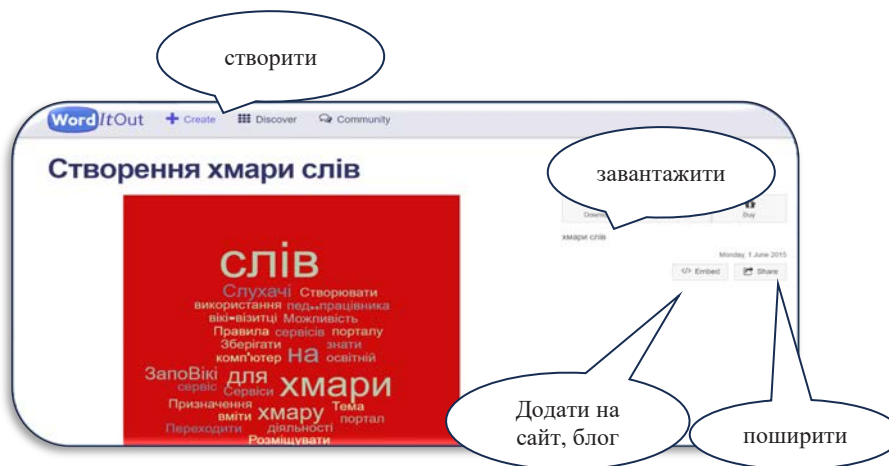 створити
WordItOut Create Discover Community
Створення хмари слів
завантажити
Buy
хмари слів
Monday, 1 June 2015
</> Embed Share
слів
Слухачі Створювати
використання пед..працівника
вікі-візитці Можливість
Правила сервісів порталу
Зберігати знати
комп'ютер на освітній
ЗапоВікі для хмари
сервіс Сервіси
Призначення вміти хмару Тема
портал
Переходити діяльності
Розміщувати
Додати на
сайт, блог
поширити